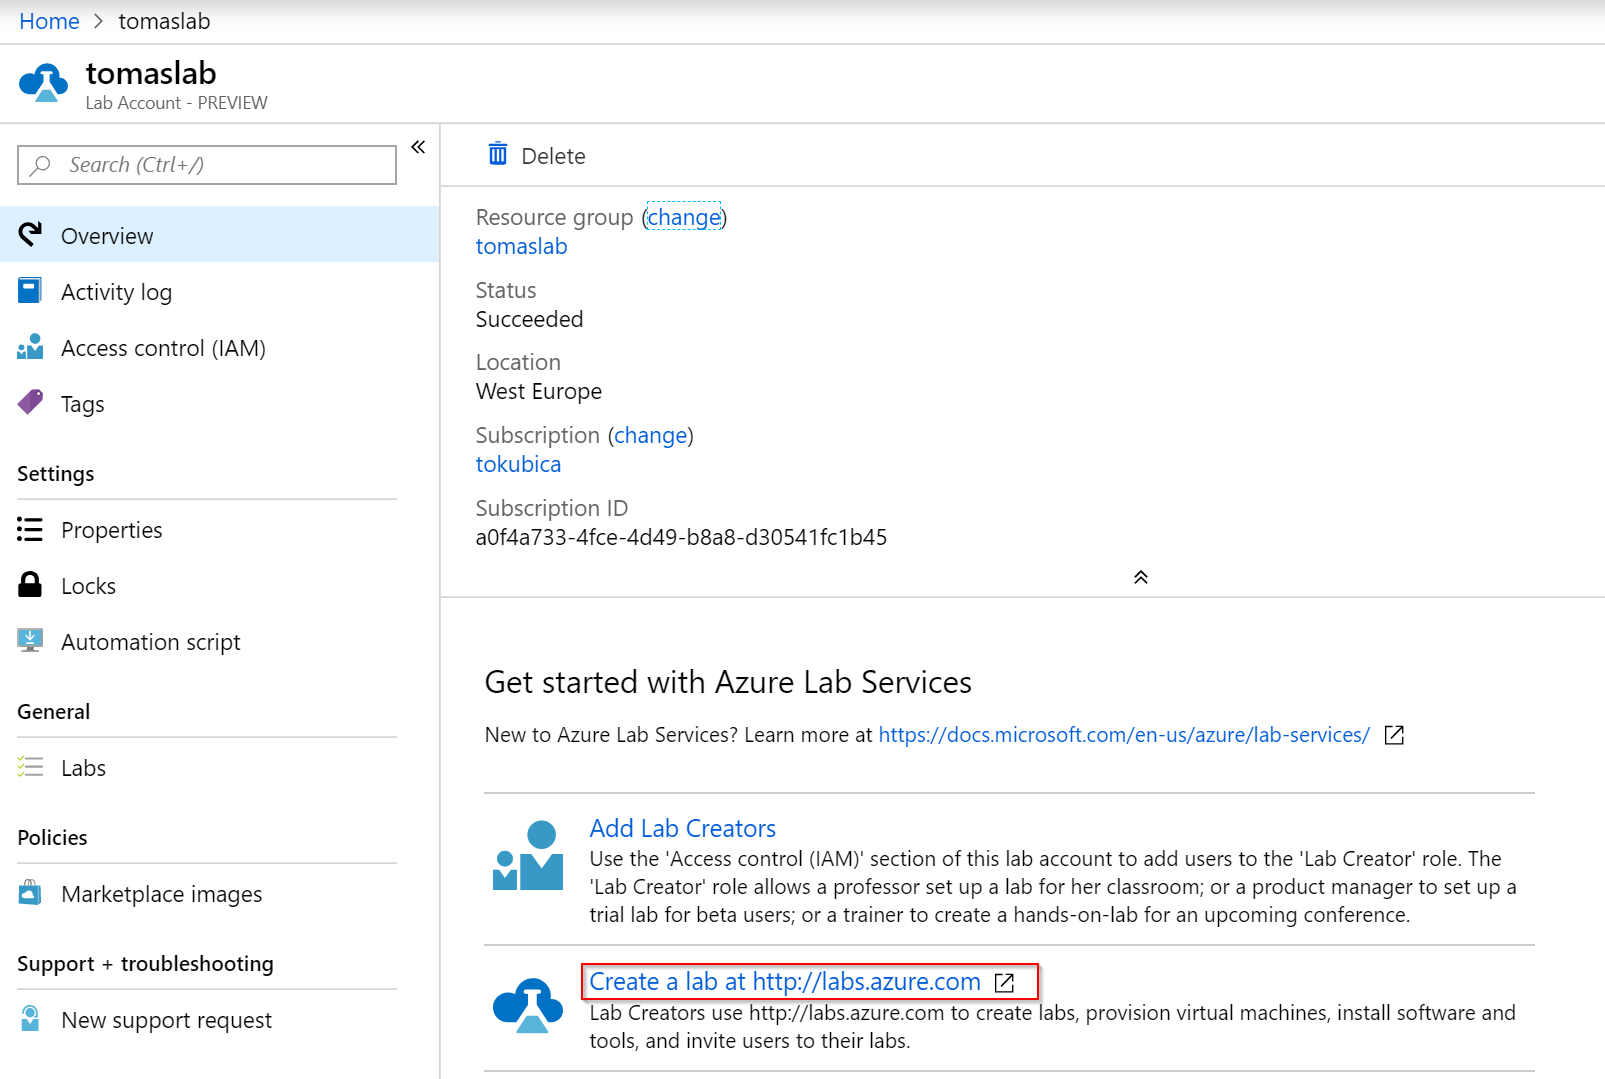 Home > tomaslab
tomaslab
Lab Account - PREVIEW
Search (Ctrl+/)
«
Overview
Activity log
Access control (IAM)
Tags
Settings
Properties
Locks
Automation script
General
Labs
Policies
Marketplace images
Support + troubleshooting
New support request
Delete
Resource group (change)
tomaslab
Status
Succeeded
Location
West Europe
Subscription (change)
tokubica
Subscription ID
a0f4a733-4fce-4d49-b8a8-d30541fc1b45
Get started with Azure Lab Services
New to Azure Lab Services? Learn more at https://docs.microsoft.com/en-us/azure/lab-services/
Add Lab Creators
Use the 'Access control (IAM)' section of this lab account to add users to the 'Lab Creator' role. The
'Lab Creator' role allows a professor set up a lab for her classroom; or a product manager to set up a
trial lab for beta users; or a trainer to create a hands-on-lab for an upcoming conference.
Create a lab at http://labs.azure.com
Lab Creators use http://labs.azure.com to create labs, provision virtual machines, install software and
tools, and invite users to their labs.